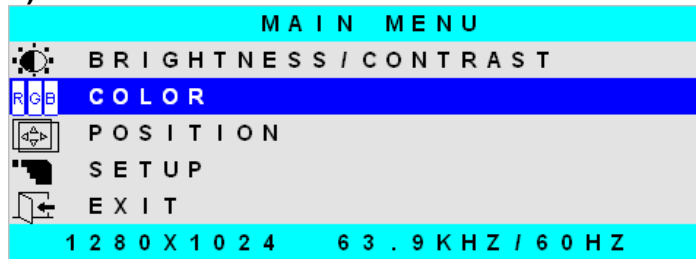 MAIN MENU
BRIGHTNESS/CONTRAST
RGB COLOR
POSITION
SETUP
EXIT
1280X1024 63.9KHZ/60HZ